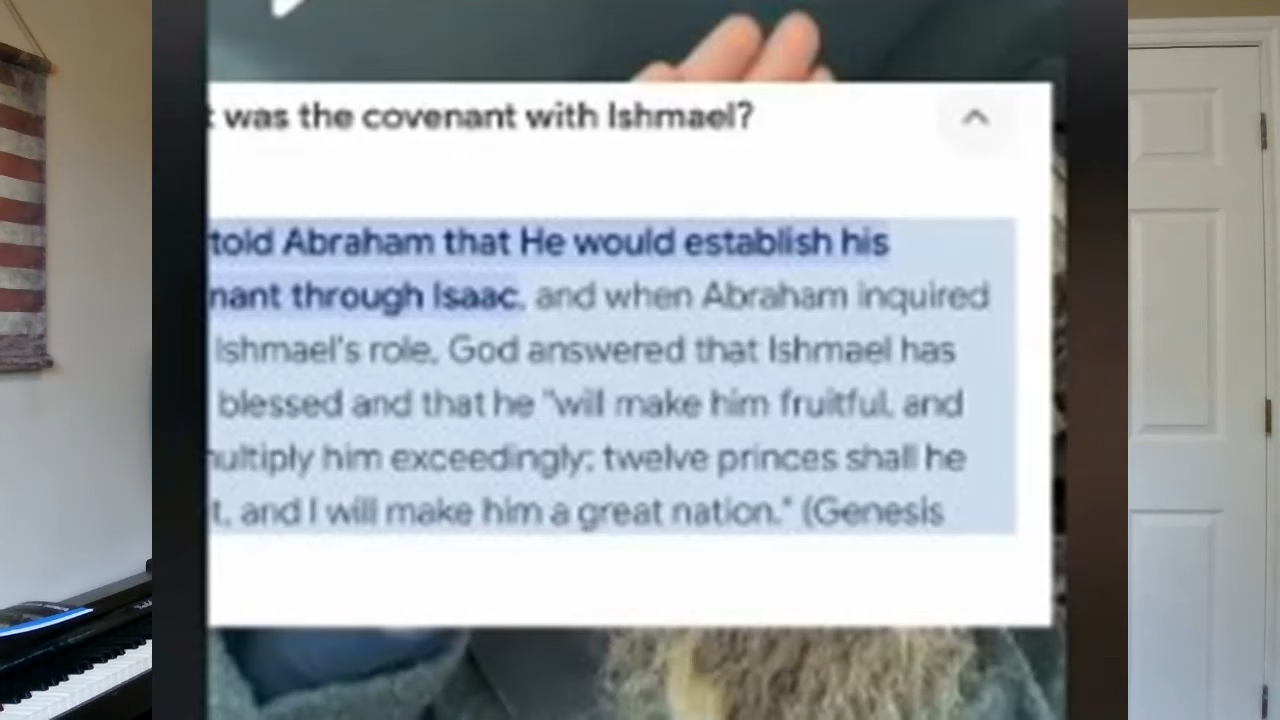 was the covenant with Ishmael?
told Abraham that He would establish his
nant through Isaac, and when Abraham inquired
Ishmael's role, God answered that Ishmael has
blessed and that he "will make him fruitful, and
ultiply him exceedingly; twelve princes shall he
t, and I will make him a great nation." (Genesis